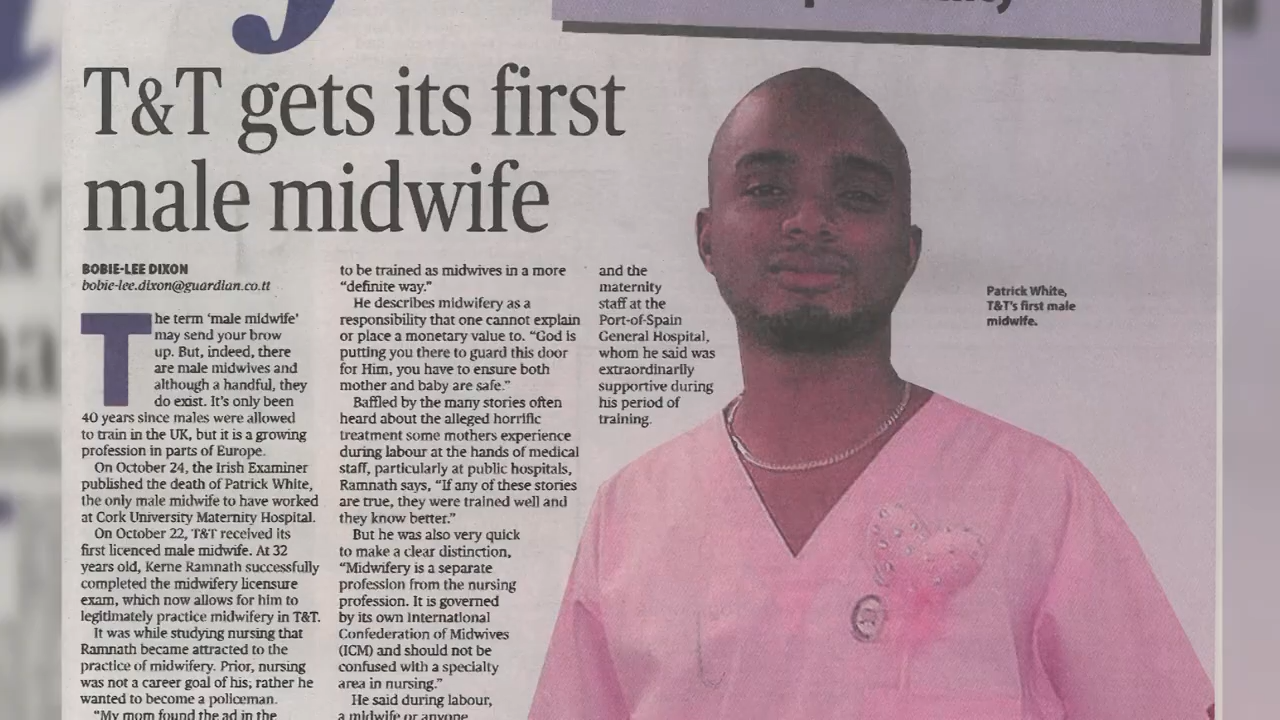 T&T gets its first
male midwife
BOBIE-LEE DIXON
bobie-lee.dixon@guardian.co.tt
The term ‘male midwife’
may send your brow
up. But, indeed, there
are male midwives and
although a handful, they
do exist. It’s only been
40 years since males were allowed
to train in the UK, but it is a growing
profession in parts of Europe.
On October 24, the Irish Examiner
published the death of Patrick White,
the only male midwife to have worked
at Cork University Maternity Hospital.
On October 22, T&T received its
first licenced male midwife. At 32
years old, Kerne Ramnath successfully
completed the midwifery licensure
exam, which now allows for him to
legitimately practice midwifery in T&T.
It was while studying nursing that
Ramnath became attracted to the
practice of midwifery. Prior, nursing
was not a career goal of his; rather he
wanted to become a policeman.
“My mom found the ad in the
to be trained as midwives in a more
“definite way.”
He describes midwifery as a
responsibility that one cannot explain
or place a monetary value to. “God is
putting you there to guard this door
for Him, you have to ensure both
mother and baby are safe.”
Baffled by the many stories often
heard about the alleged horrific
treatment some mothers experience
during labour at the hands of medical
staff, particularly at public hospitals,
Ramnath says, “If any of these stories
are true, they were trained well and
they know better.”
But he was also very quick
to make a clear distinction,
“Midwifery is a separate
profession from the nursing
profession. It is governed
by its own International
Confederation of Midwives
(ICM) and should not be
confused with a specialty
area in nursing.”
He said during labour,
a midwife or anyone
and the
maternity
staff at the
Port-of-Spain
General Hospital,
whom he said was
extraordinarily
supportive during
his period of
training.
Patrick White,
T&T’s first male
midwife.